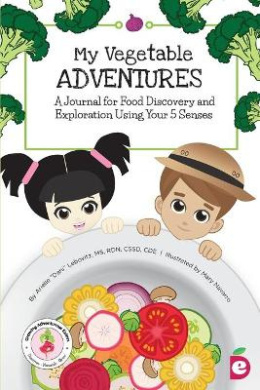 My Vegetable
ADVENTURES
A Journal for Food Discovery and
Exploration Using Your 5 Senses
By Arielle "Dani" Lebovitz, MS, RDN, CSSD, CDE | Illustrated by Mary Navarro
e